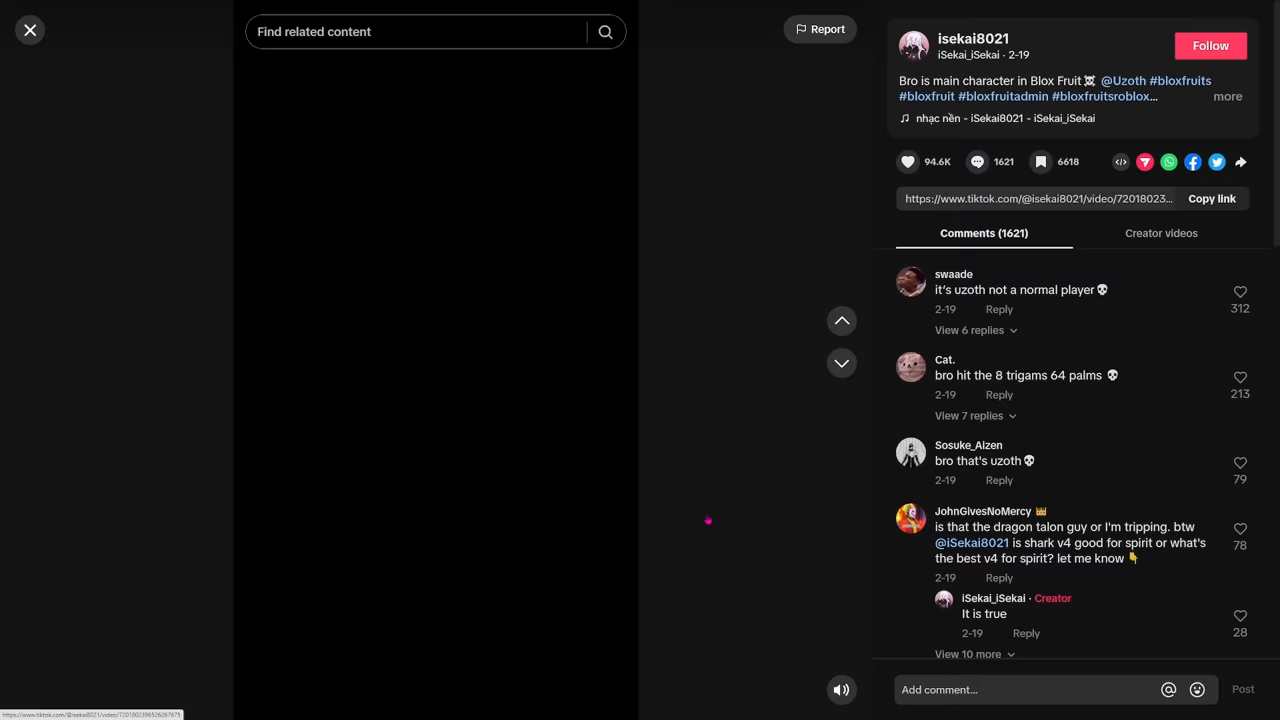 Find related content
Report
isekai8021
iSekai_iSekai · 2-19
Follow
Bro is main character in Blox Fruit☠️ @Uzoth #bloxfruits
#bloxfruit #bloxfruitadmin #bloxfruitsroblox...
more
♫ nhạc nền - iSekai8021 - iSekai_iSekai
94.6K
1621
6618
https://www.tiktok.com/@isekai8021/video/72018023...
Copy link
Comments (1621)
Creator videos
swaade
it's uzoth not a normal player💀
2-19 Reply
312
View 6 replies
Cat.
bro hit the 8 trigams 64 palms 💀
2-19 Reply
213
View 7 replies
Sosuke_Aizen
bro that's uzoth💀
2-19 Reply
79
JohnGivesNoMercy 👑
is that the dragon talon guy or I'm tripping. btw
@iSekai8021 is shark v4 good for spirit or what's
the best v4 for spirit? let me know 👇
2-19 Reply
78
iSekai_iSekai · Creator
It is true
2-19 Reply
28
View 10 more
Add comment...
Post